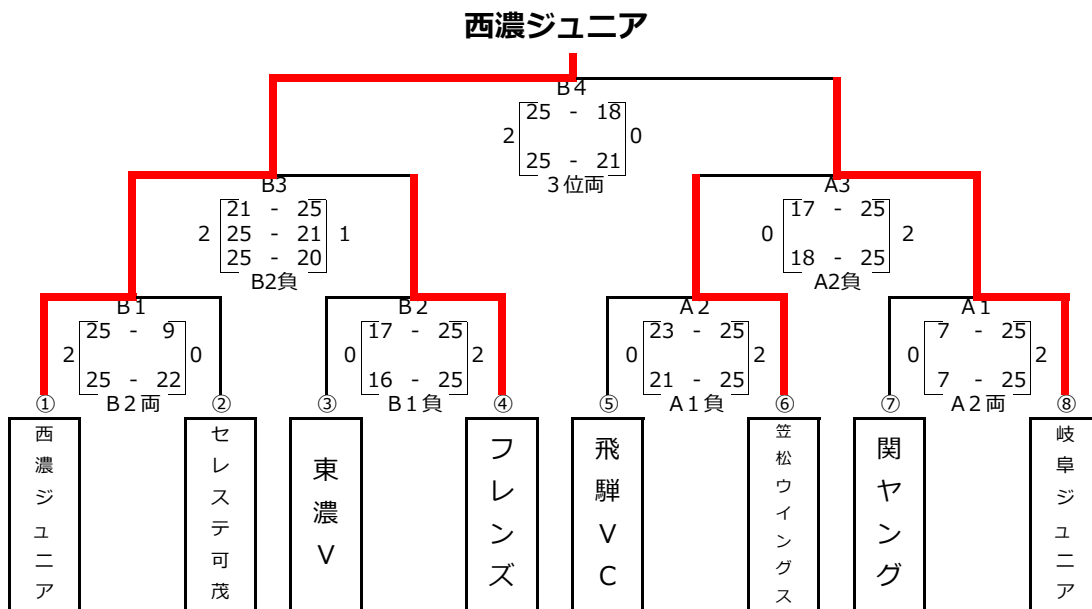 西濃ジュニア
B4
25 - 18
2 0
25 - 21
3位両
B3 A3
21 - 25 17 - 25
2 25 - 21 1 0 2
25 - 20 18 - 25
B2負 A2負
B1 B2 A2 A1
25 - 9 17 - 25 23 - 25 7 - 25
2 0 0 2 0 2 0 2
25 - 22 16 - 25 21 - 25 7 - 25
B2両 B1負 A1負 A2両
① ② ③ ④ ⑤ ⑥ ⑦ ⑧
西濃ジュニア
セレステ可茂
東濃V
フレンズ
飛騨VC
笠松ウイングス
関ヤング
岐阜ジュニア